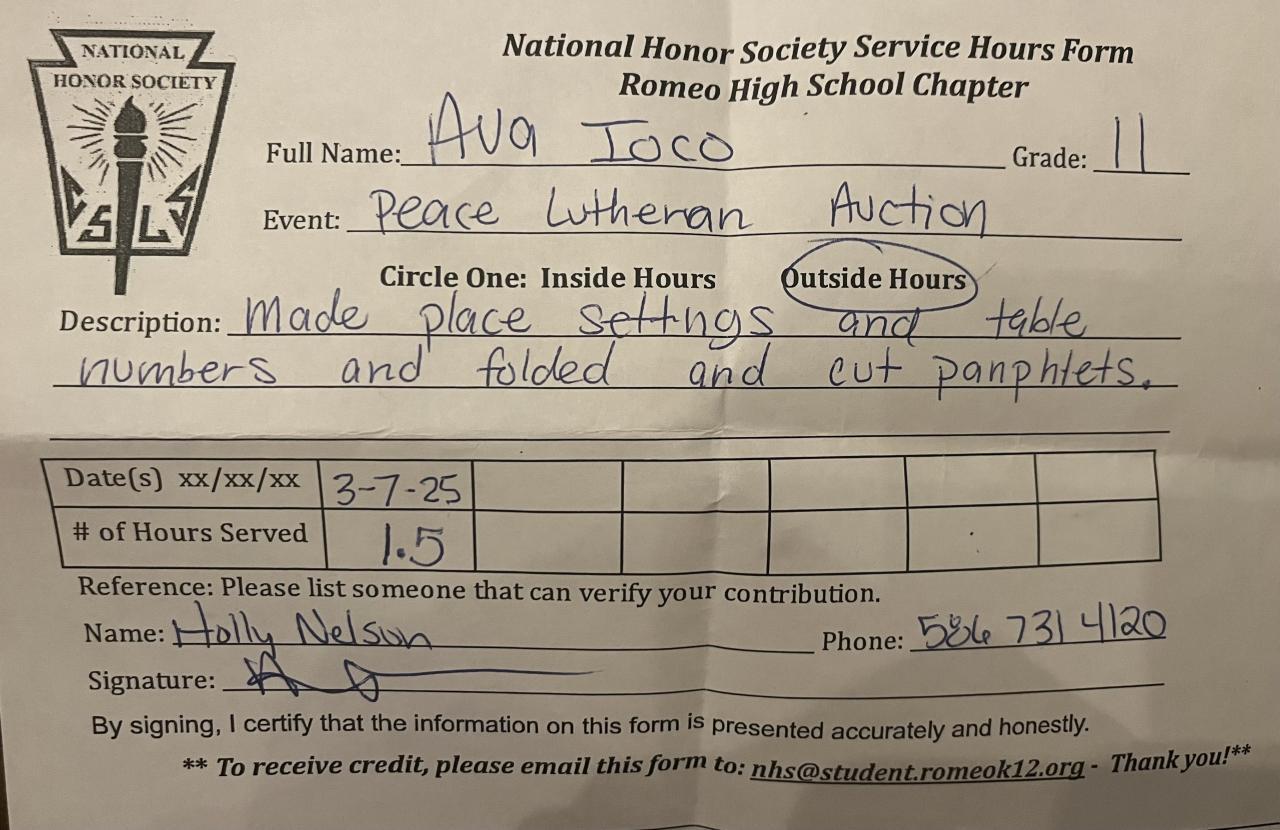 NATIONAL
HONOR SOCIETY
C S L S
National Honor Society Service Hours Form
Romeo High School Chapter
Full Name: Ava Ioco Grade: 11
Event: Peace Lutheran Auction
Circle One: Inside Hours Outside Hours
Description: Made place settings and table
numbers and folded and cut panphlets.
Date(s) xx/xx/xx 3-7-25
# of Hours Served 1.5
Reference: Please list someone that can verify your contribution.
Name: Holly Nelson Phone: 586 731 4120
Signature:
By signing, I certify that the information on this form is presented accurately and honestly.
** To receive credit, please email this form to: nhs@student.romeok12.org - Thank you!**